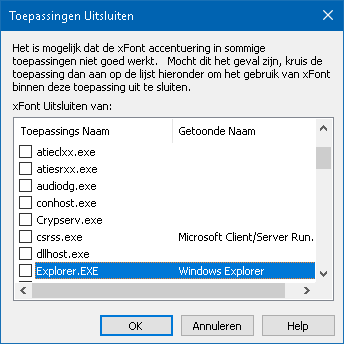 Toepassingen Uitsluiten
Het is mogelijk dat de xFont accentuering in sommige
toepassingen niet goed werkt. Mocht dit het geval zijn, kruis de
toepassing dan aan op de lijst hieronder om het gebruik van xFont
binnen deze toepassing uit te sluiten.
xFont Uitsluiten van:
Toepassings Naam Getoonde Naam
atieclxx.exe
atiesrxx.exe
audiodg.exe
conhost.exe
Crypserv.exe
csrss.exe Microsoft Client/Server Run.
dllhost.exe
Explorer.EXE Windows Explorer
OK Annuleren Help